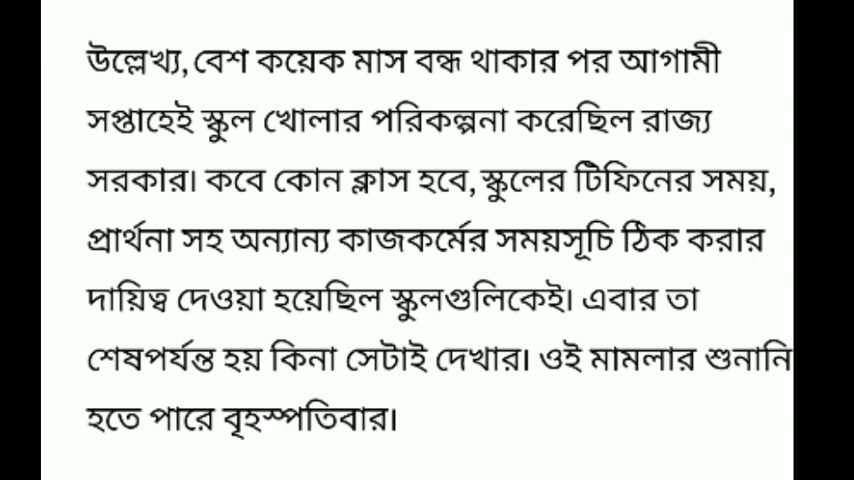 উল্লেখ্য, বেশ কয়েক মাস বন্ধ থাকার পর আগামী
সপ্তাহেই স্কুল খোলার পরিকল্পনা করেছিল রাজ্য
সরকার। কবে কোন ক্লাস হবে, স্কুলের টিফিনের সময়,
প্রার্থনা সহ অন্যান্য কাজকর্মের সময়সূচি ঠিক করার
দায়িত্ব দেওয়া হয়েছিল স্কুলগুলিকেই। এবার তা
শেষপর্যন্ত হয় কিনা সেটাই দেখার। ওই মামলার শুনানি
হতে পারে বৃহস্পতিবার।